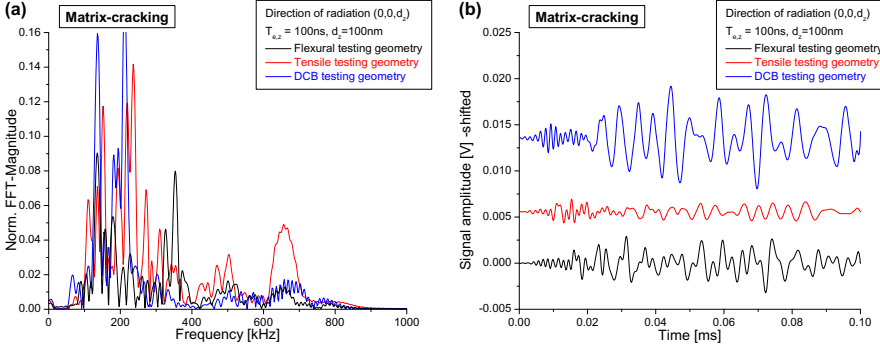 (a)
Matrix-cracking
Direction of radiation (0,0,d_z)
T_e,z = 100ns, d_z=100nm
Flexural testing geometry
Tensile testing geometry
DCB testing geometry
Norm. FFT-Magnitude
0.16
0.14
0.12
0.10
0.08
0.06
0.04
0.02
0.00
0
200
400
600
800
1000
Frequency [kHz]
(b)
Matrix-cracking
Direction of radiation (0,0,d_z)
T_e,z = 100ns, d_z=100nm
Flexural testing geometry
Tensile testing geometry
DCB testing geometry
Signal amplitude [V] -shifted
0.025
0.020
0.015
0.010
0.005
0.000
-0.005
0.00
0.02
0.04
0.06
0.08
0.10
Time [ms]